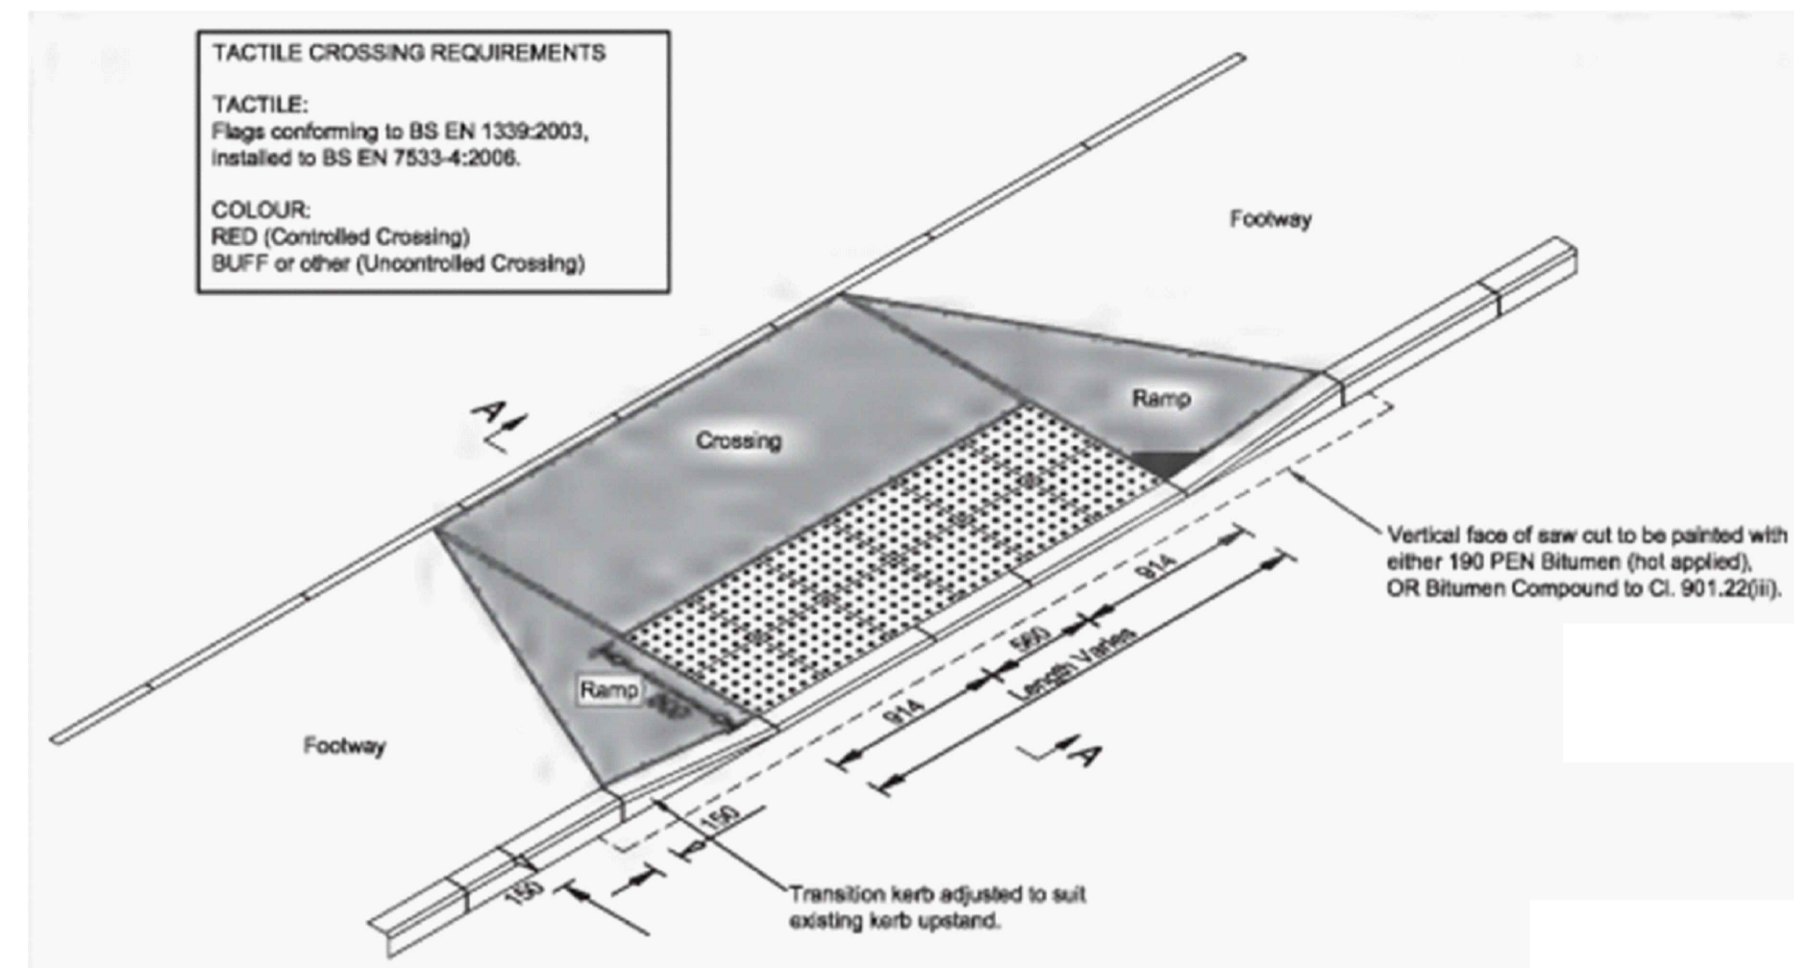 TACTILE CROSSING REQUIREMENTS
TACTILE:
Flags conforming to BS EN 1339:2003,
installed to BS EN 7533-4:2006.
COLOUR:
RED (Controlled Crossing)
BUFF or other (Uncontrolled Crossing)
Footway
A
Ramp
Crossing
Vertical face of saw cut to be painted with
either 190 PEN Bitumen (hot applied),
OR Bitumen Compound to Cl. 901.22(iii).
914
560
Length Varies
914
Ramp
A
Footway
150
150
Transition kerb adjusted to suit
existing kerb upstand.